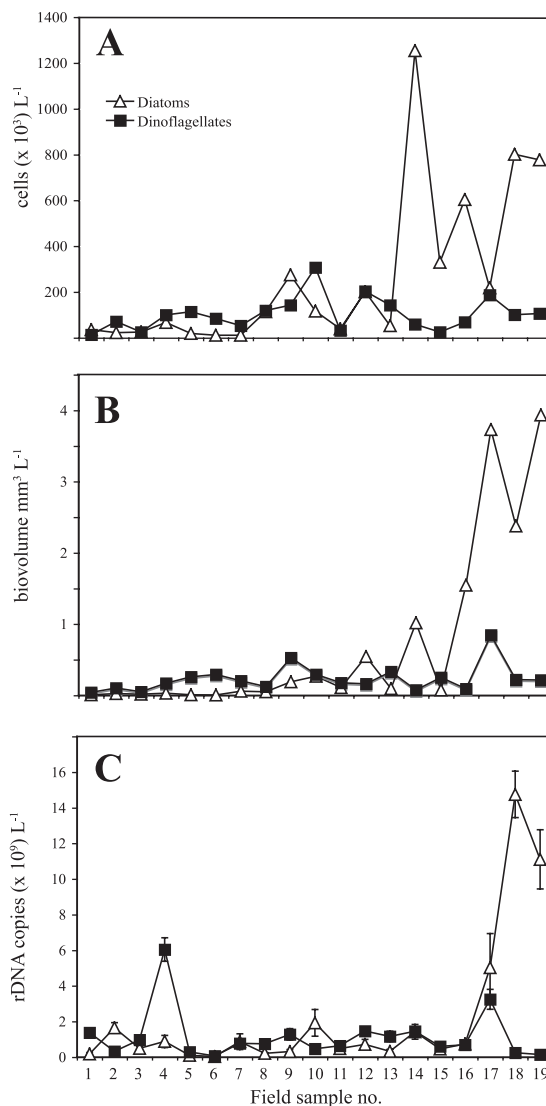 A
1400
1200
1000
800
600
400
200
cells (x 10³) L⁻¹
Diatoms
Dinoflagellates
B
4
3
2
1
biovolume mm³ L⁻¹
C
16
14
12
10
8
6
4
2
0
rDNA copies (x 10⁹) L⁻¹
1 2 3 4 5 6 7 8 9 10 11 12 13 14 15 16 17 18 19
Field sample no.